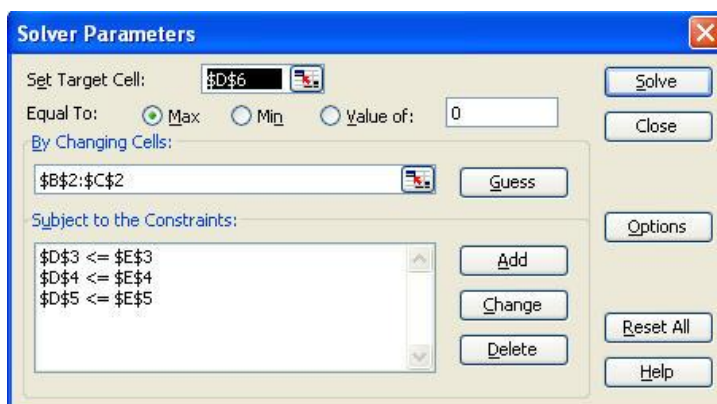 Solver Parameters
Set Target Cell: $D$6 Solve
Equal To: Max Min Value of: 0 Close
By Changing Cells:
$B$2:$C$2 Guess
Subject to the Constraints: Options
$D$3 <= $E$3 Add
$D$4 <= $E$4
$D$5 <= $E$5 Change
Reset All
Delete
Help